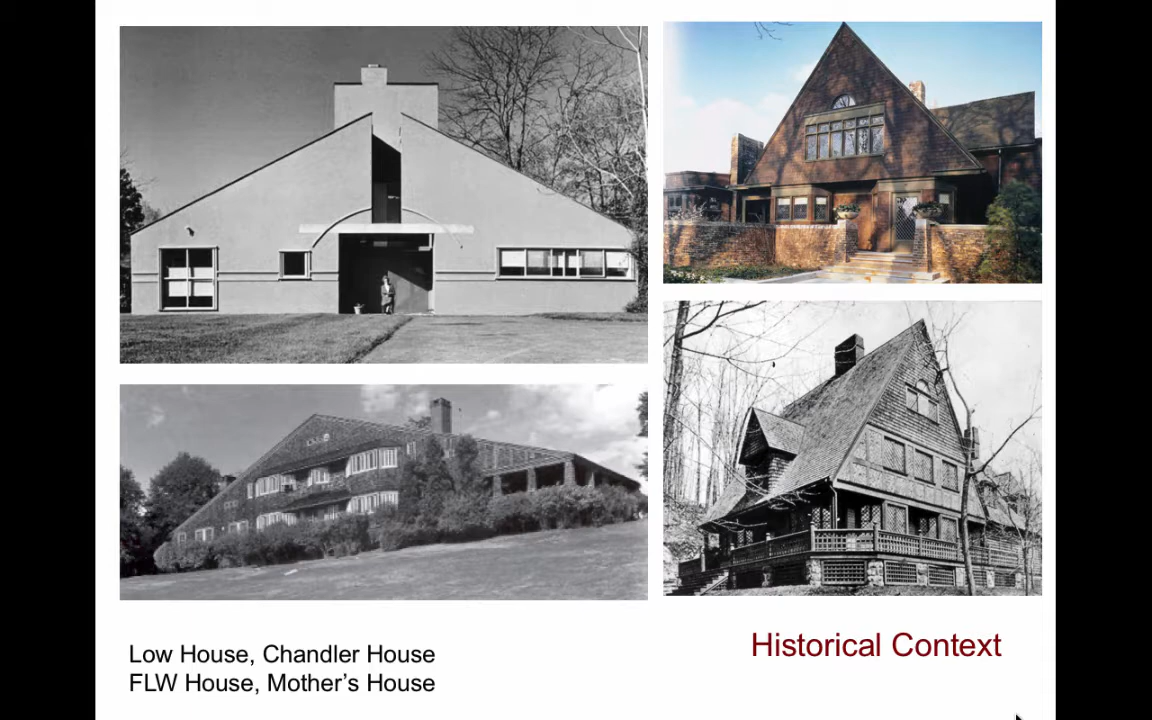 Low House, Chandler House
FLW House, Mother's House
Historical Context